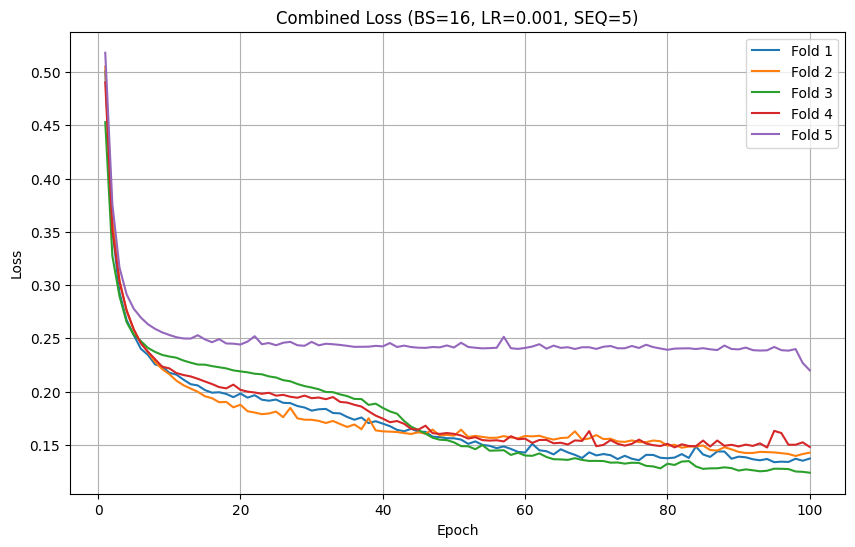 Combined Loss (BS=16, LR=0.001, SEQ=5)
Fold 1
Fold 2
Fold 3
Fold 4
Fold 5
Loss
0.50
0.45
0.40
0.35
0.30
0.25
0.20
0.15
0
20
40
60
80
100
Epoch